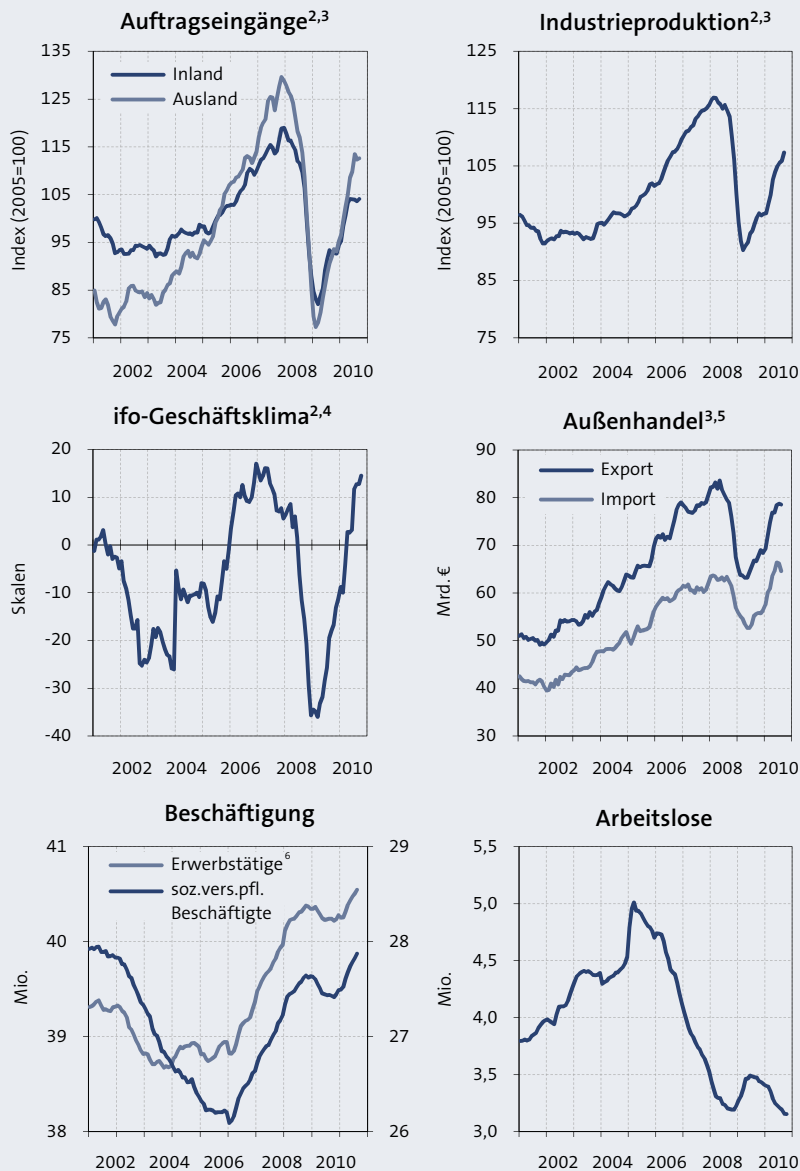 Auftragseingänge2,3
135
125
115
105
95
85
75
Index (2005=100)
Inland
Ausland
2002 2004 2006 2008 2010
Industrieproduktion2,3
125
115
105
95
85
75
Index (2005=100)
2002 2004 2006 2008 2010
ifo-Geschäftsklima2,4
20
10
0
-10
-20
-30
-40
Skalen
2002 2004 2006 2008 2010
Außenhandel3,5
90
80
70
60
50
40
30
Mrd. €
Export
Import
2002 2004 2006 2008 2010
Beschäftigung
41
40
39
38
Mio.
Erwerbstätige6
soz.vers.pfl.
Beschäftigte
29
28
27
26
2002 2004 2006 2008 2010
Arbeitslose
5,5
5,0
4,5
4,0
3,5
3,0
Mio.
2002 2004 2006 2008 2010